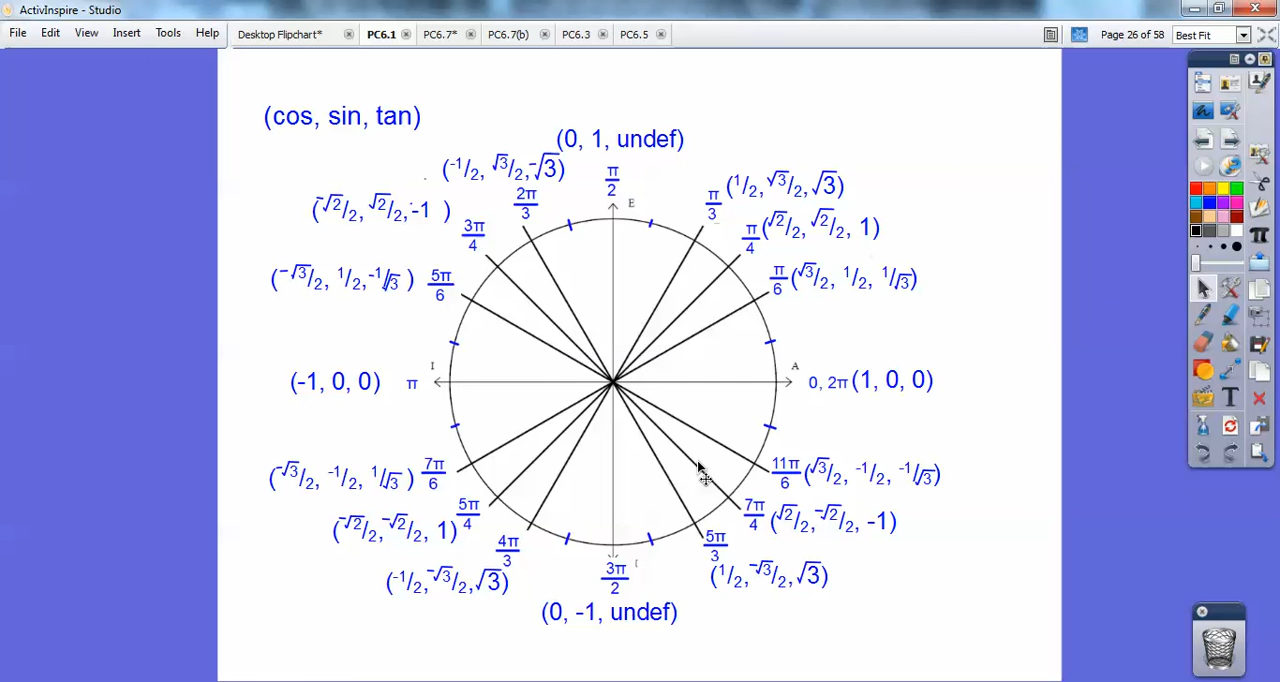 ActivInspire - Studio
File Edit View Insert Tools Help
Desktop Flipchart* PC6.1 PC6.7* PC6.7(b) PC6.3 PC6.5
Page 26 of 58 Best Fit
(cos, sin, tan)
(0, 1, undef)
π/2
E
(-1/2, √3/2, -√3)
2π/3
π/3 (1/2, √3/2, √3)
(-√2/2, √2/2, -1 )
3π/4
π/4 (√2/2, √2/2, 1)
(-√3/2, 1/2, -1/√3 ) 5π/6
π/6 (√3/2, 1/2, 1/√3)
I
A
(-1, 0, 0) π
0, 2π (1, 0, 0)
(-√3/2, -1/2, 1/√3 ) 7π/6
11π/6 (√3/2, -1/2, -1/√3)
(-√2/2, -√2/2, 1) 5π/4
7π/4 (√2/2, -√2/2, -1)
4π/3
5π/3
(-1/2, -√3/2, √3)
3π/2
(1/2, -√3/2, √3)
(0, -1, undef)